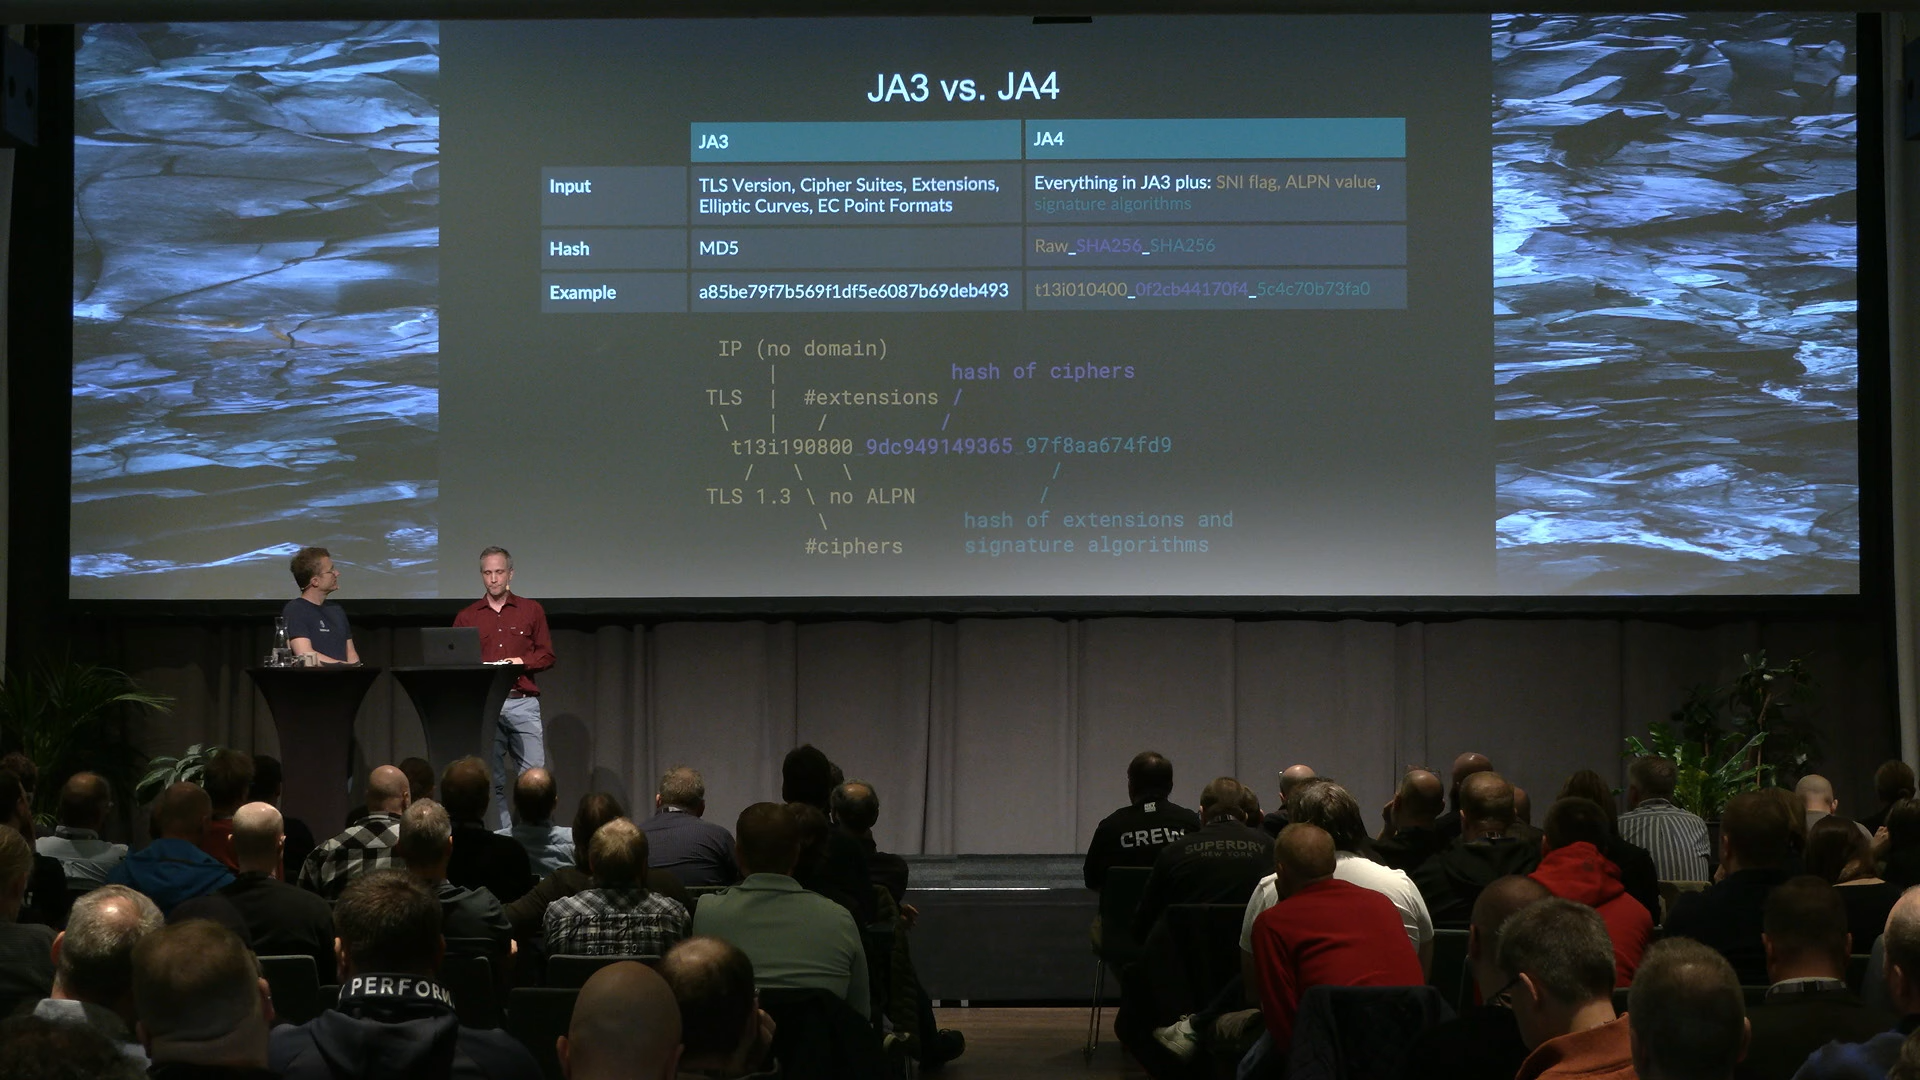 JA3 vs. JA4
JA3 JA4
Input TLS Version, Cipher Suites, Extensions, Everything in JA3 plus: SNI flag, ALPN value,
Elliptic Curves, EC Point Formats signature algorithms
Hash MD5 Raw_SHA256_SHA256
Example a85be79f7b569f1df5e6087b69deb493 t13i010400_0f2cb44170f4_5c4c70b73fa0
IP (no domain)
hash of ciphers
TLS #extensions
t13i190800_9dc949149365_97f8aa674fd9
TLS 1.3 no ALPN
hash of extensions and
#ciphers signature algorithms
CREW
SUPERDRY
NEW YORK
PERFORM